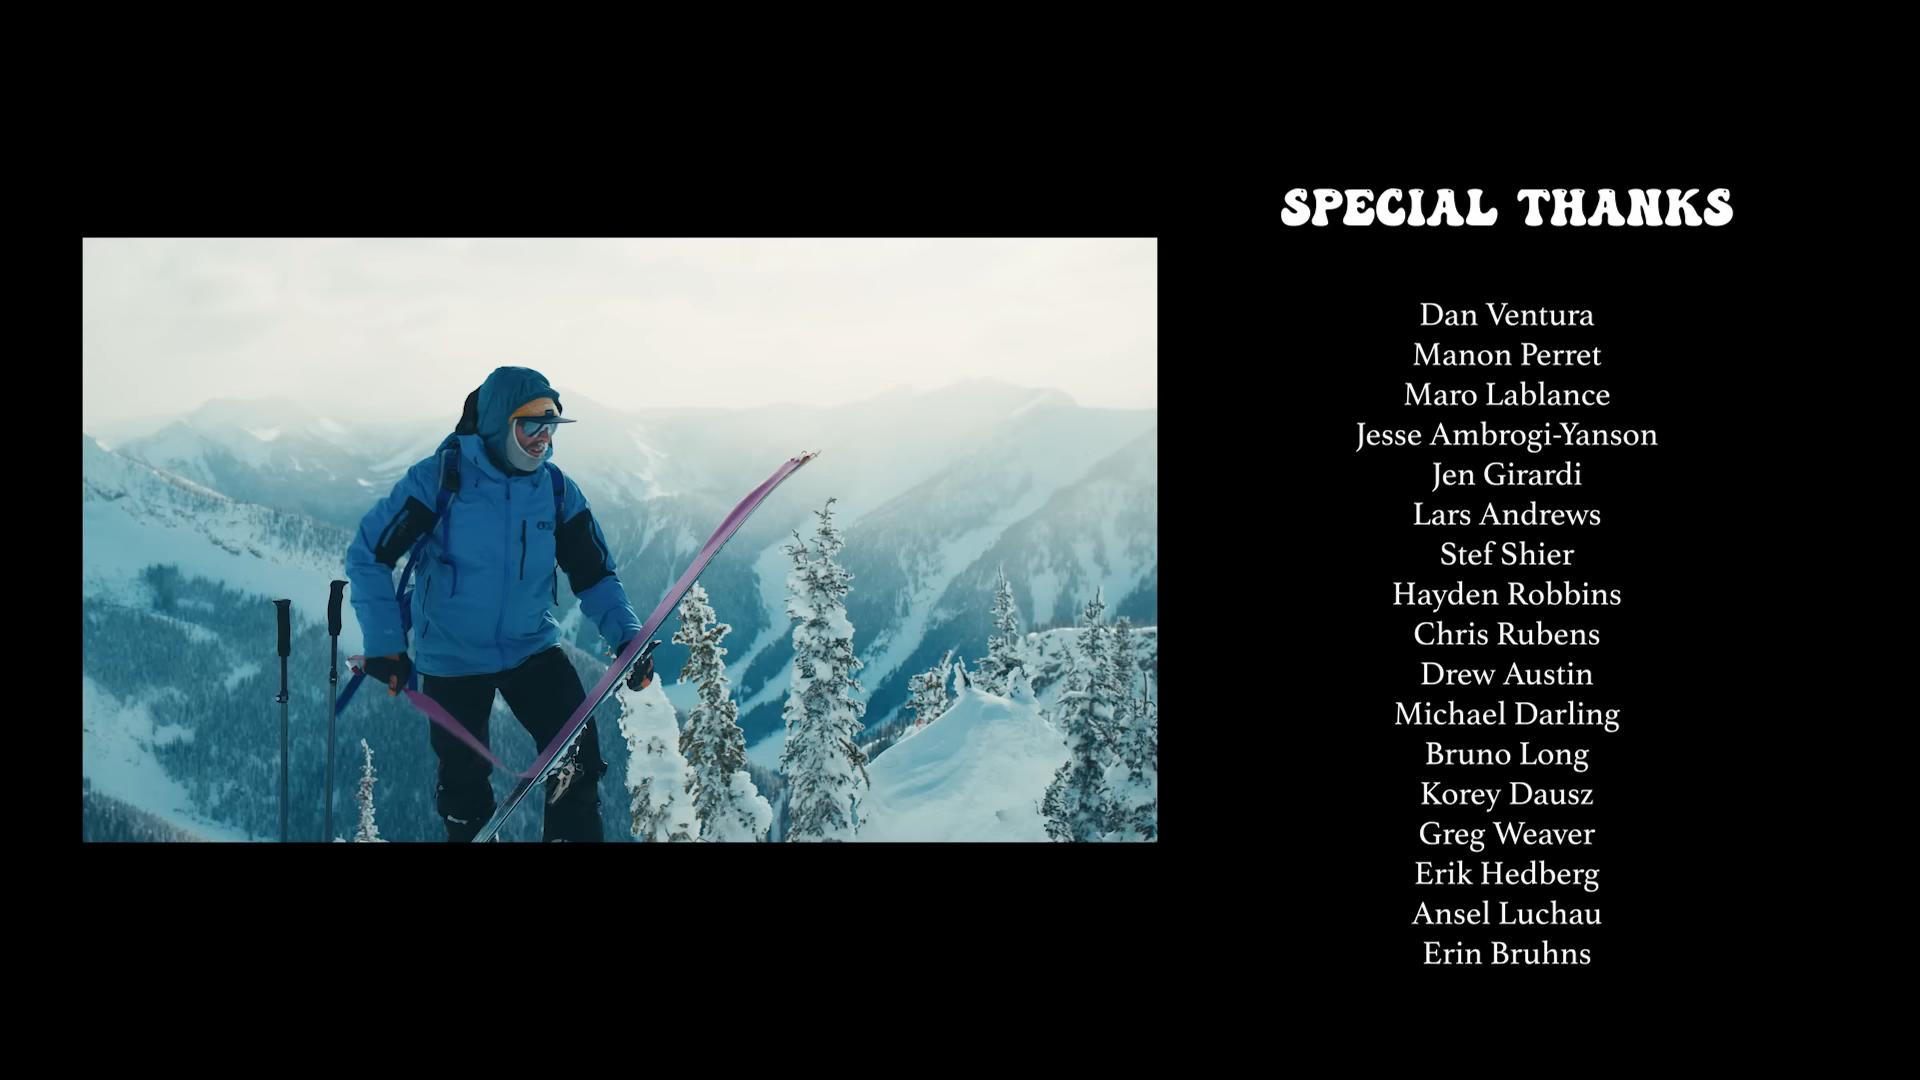 SPECIAL THANKS
Dan Ventura
Manon Perret
Maro Lablance
Jesse Ambrogi-Yanson
Jen Girardi
Lars Andrews
Stef Shier
Hayden Robbins
Chris Rubens
Drew Austin
Michael Darling
Bruno Long
Korey Dausz
Greg Weaver
Erik Hedberg
Ansel Luchau
Erin Bruhns